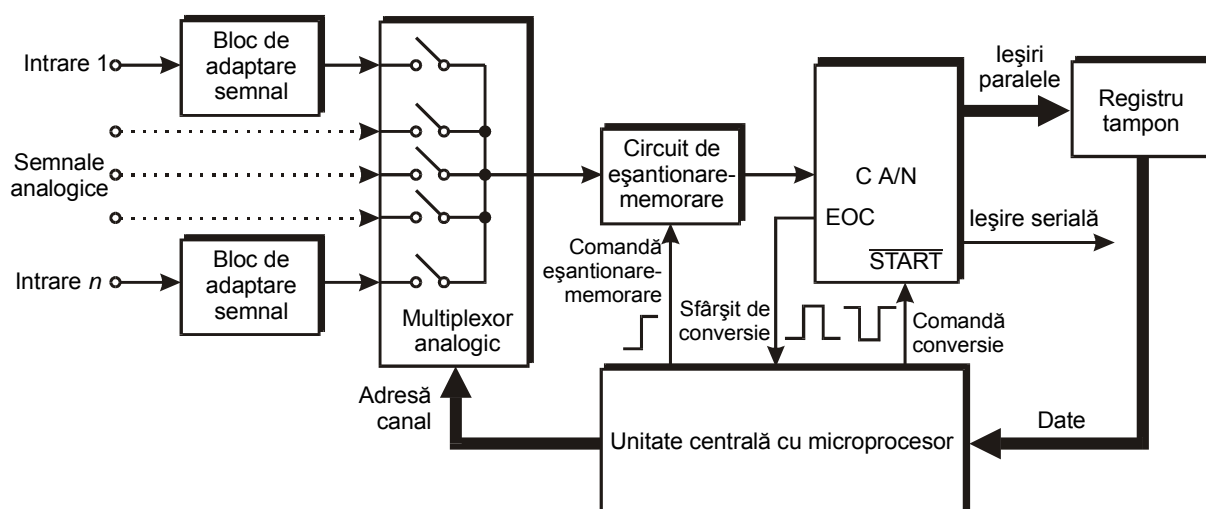 Intrare 1
Bloc de
adaptare
semnal
Semnale
analogice
Intrare n
Bloc de
adaptare
semnal
Multiplexor
analogic
Adresă
canal
Circuit de
eşantionare-
memorare
Comandă
eşantionare-
memorare
Sfârşit de
conversie
C A/N
EOC
START
Comandă
conversie
Ieşiri
paralele
Registru
tampon
Ieşire serială
Date
Unitate centrală cu microprocesor